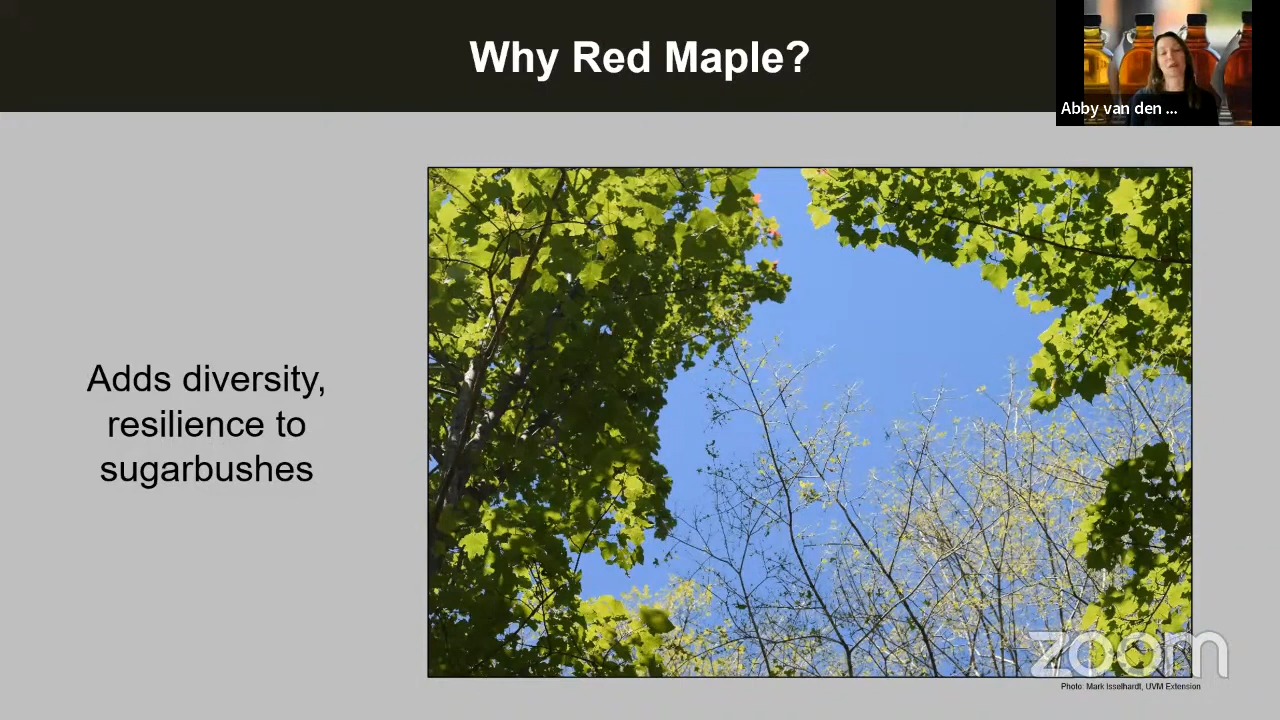 Why Red Maple?
Abby van den ...
Adds diversity,
resilience to
sugarbushes
zoom
Photo: Mark Isselhardt, UVM Extension